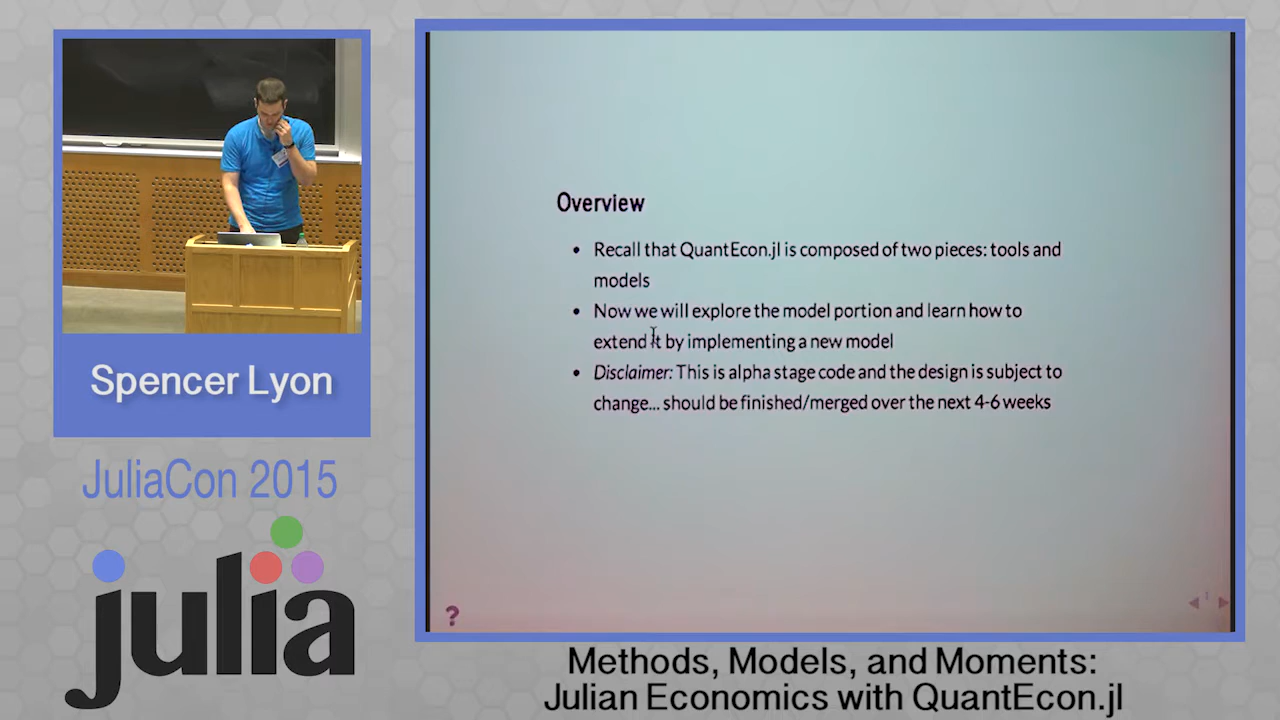 Spencer Lyon
JuliaCon 2015
julia
Overview
• Recall that QuantEcon.jl is composed of two pieces: tools and
models
• Now we will explore the model portion and learn how to
extend it by implementing a new model
• Disclaimer: This is alpha stage code and the design is subject to
change... should be finished/merged over the next 4-6 weeks
?
Methods, Models, and Moments:
Julian Economics with QuantEcon.jl